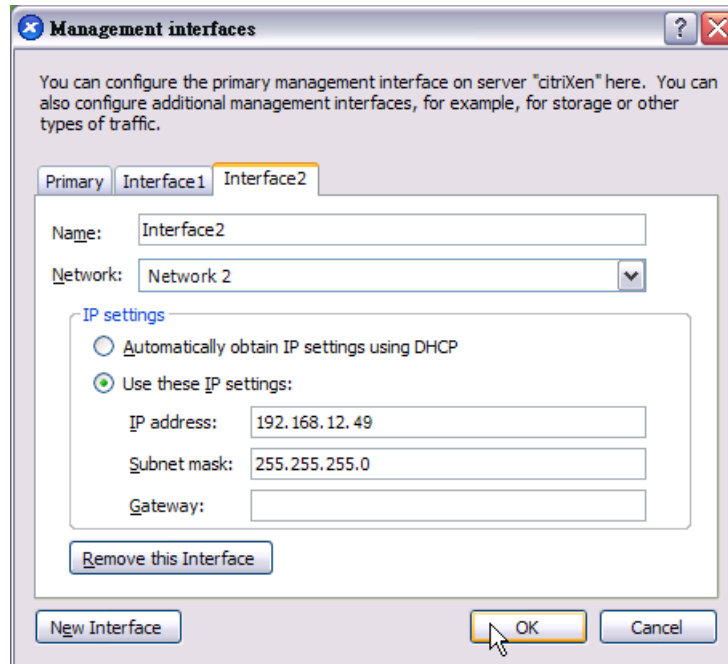 Management interfaces
You can configure the primary management interface on server "citriXen" here. You can
also configure additional management interfaces, for example, for storage or other
types of traffic.
Primary Interface1 Interface2
Name: Interface2
Network: Network 2
IP settings
Automatically obtain IP settings using DHCP
Use these IP settings:
IP address: 192.168.12.49
Subnet mask: 255.255.255.0
Gateway:
Remove this Interface
New Interface OK Cancel